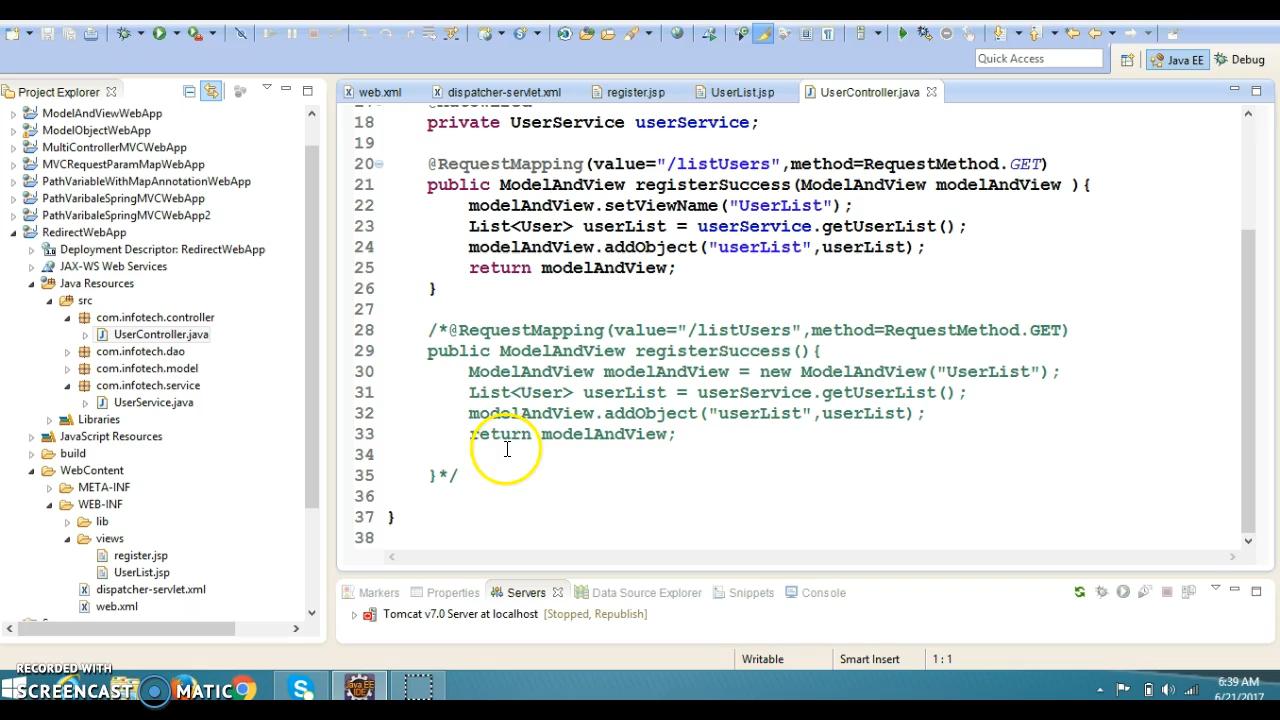 Quick Access
Java EE
Debug
Project Explorer
web.xml
dispatcher-servlet.xml
register.jsp
UserList.jsp
UserController.java
ModelAndViewWebApp
ModelObjectWebApp
MultiControllerMVCWebApp
MVCRequestParamMapWebApp
PathVariableWithMapAnnotationWebApp
PathVaribaleSpringMVCWebApp
PathVaribaleSpringMVCWebApp2
RedirectWebApp
Deployment Descriptor: RedirectWebApp
JAX-WS Web Services
Java Resources
src
com.infotech.controller
UserController.java
com.infotech.dao
com.infotech.model
com.infotech.service
UserService.java
Libraries
JavaScript Resources
build
WebContent
META-INF
WEB-INF
lib
views
register.jsp
UserList.jsp
dispatcher-servlet.xml
web.xml
18 private UserService userService;
19
20 @RequestMapping(value="/listUsers",method=RequestMethod.GET)
21 public ModelAndView registerSuccess(ModelAndView modelAndView ){
22 modelAndView.setViewName("UserList");
23 List<User> userList = userService.getUserList();
24 modelAndView.addObject("userList",userList);
25 return modelAndView;
26 }
27
28 /*@RequestMapping(value="/listUsers",method=RequestMethod.GET)
29 public ModelAndView registerSuccess(){
30 ModelAndView modelAndView = new ModelAndView("UserList");
31 List<User> userList = userService.getUserList();
32 modelAndView.addObject("userList",userList);
33 return modelAndView;
34
35 }*/
36
37 }
38
Markers
Properties
Servers
Data Source Explorer
Snippets
Console
Tomcat v7.0 Server at localhost [Stopped, Republish]
Writable
Smart Insert
1 : 1
RECORDED WITH
SCREENCAST MATIC
6:39 AM
6/21/2017